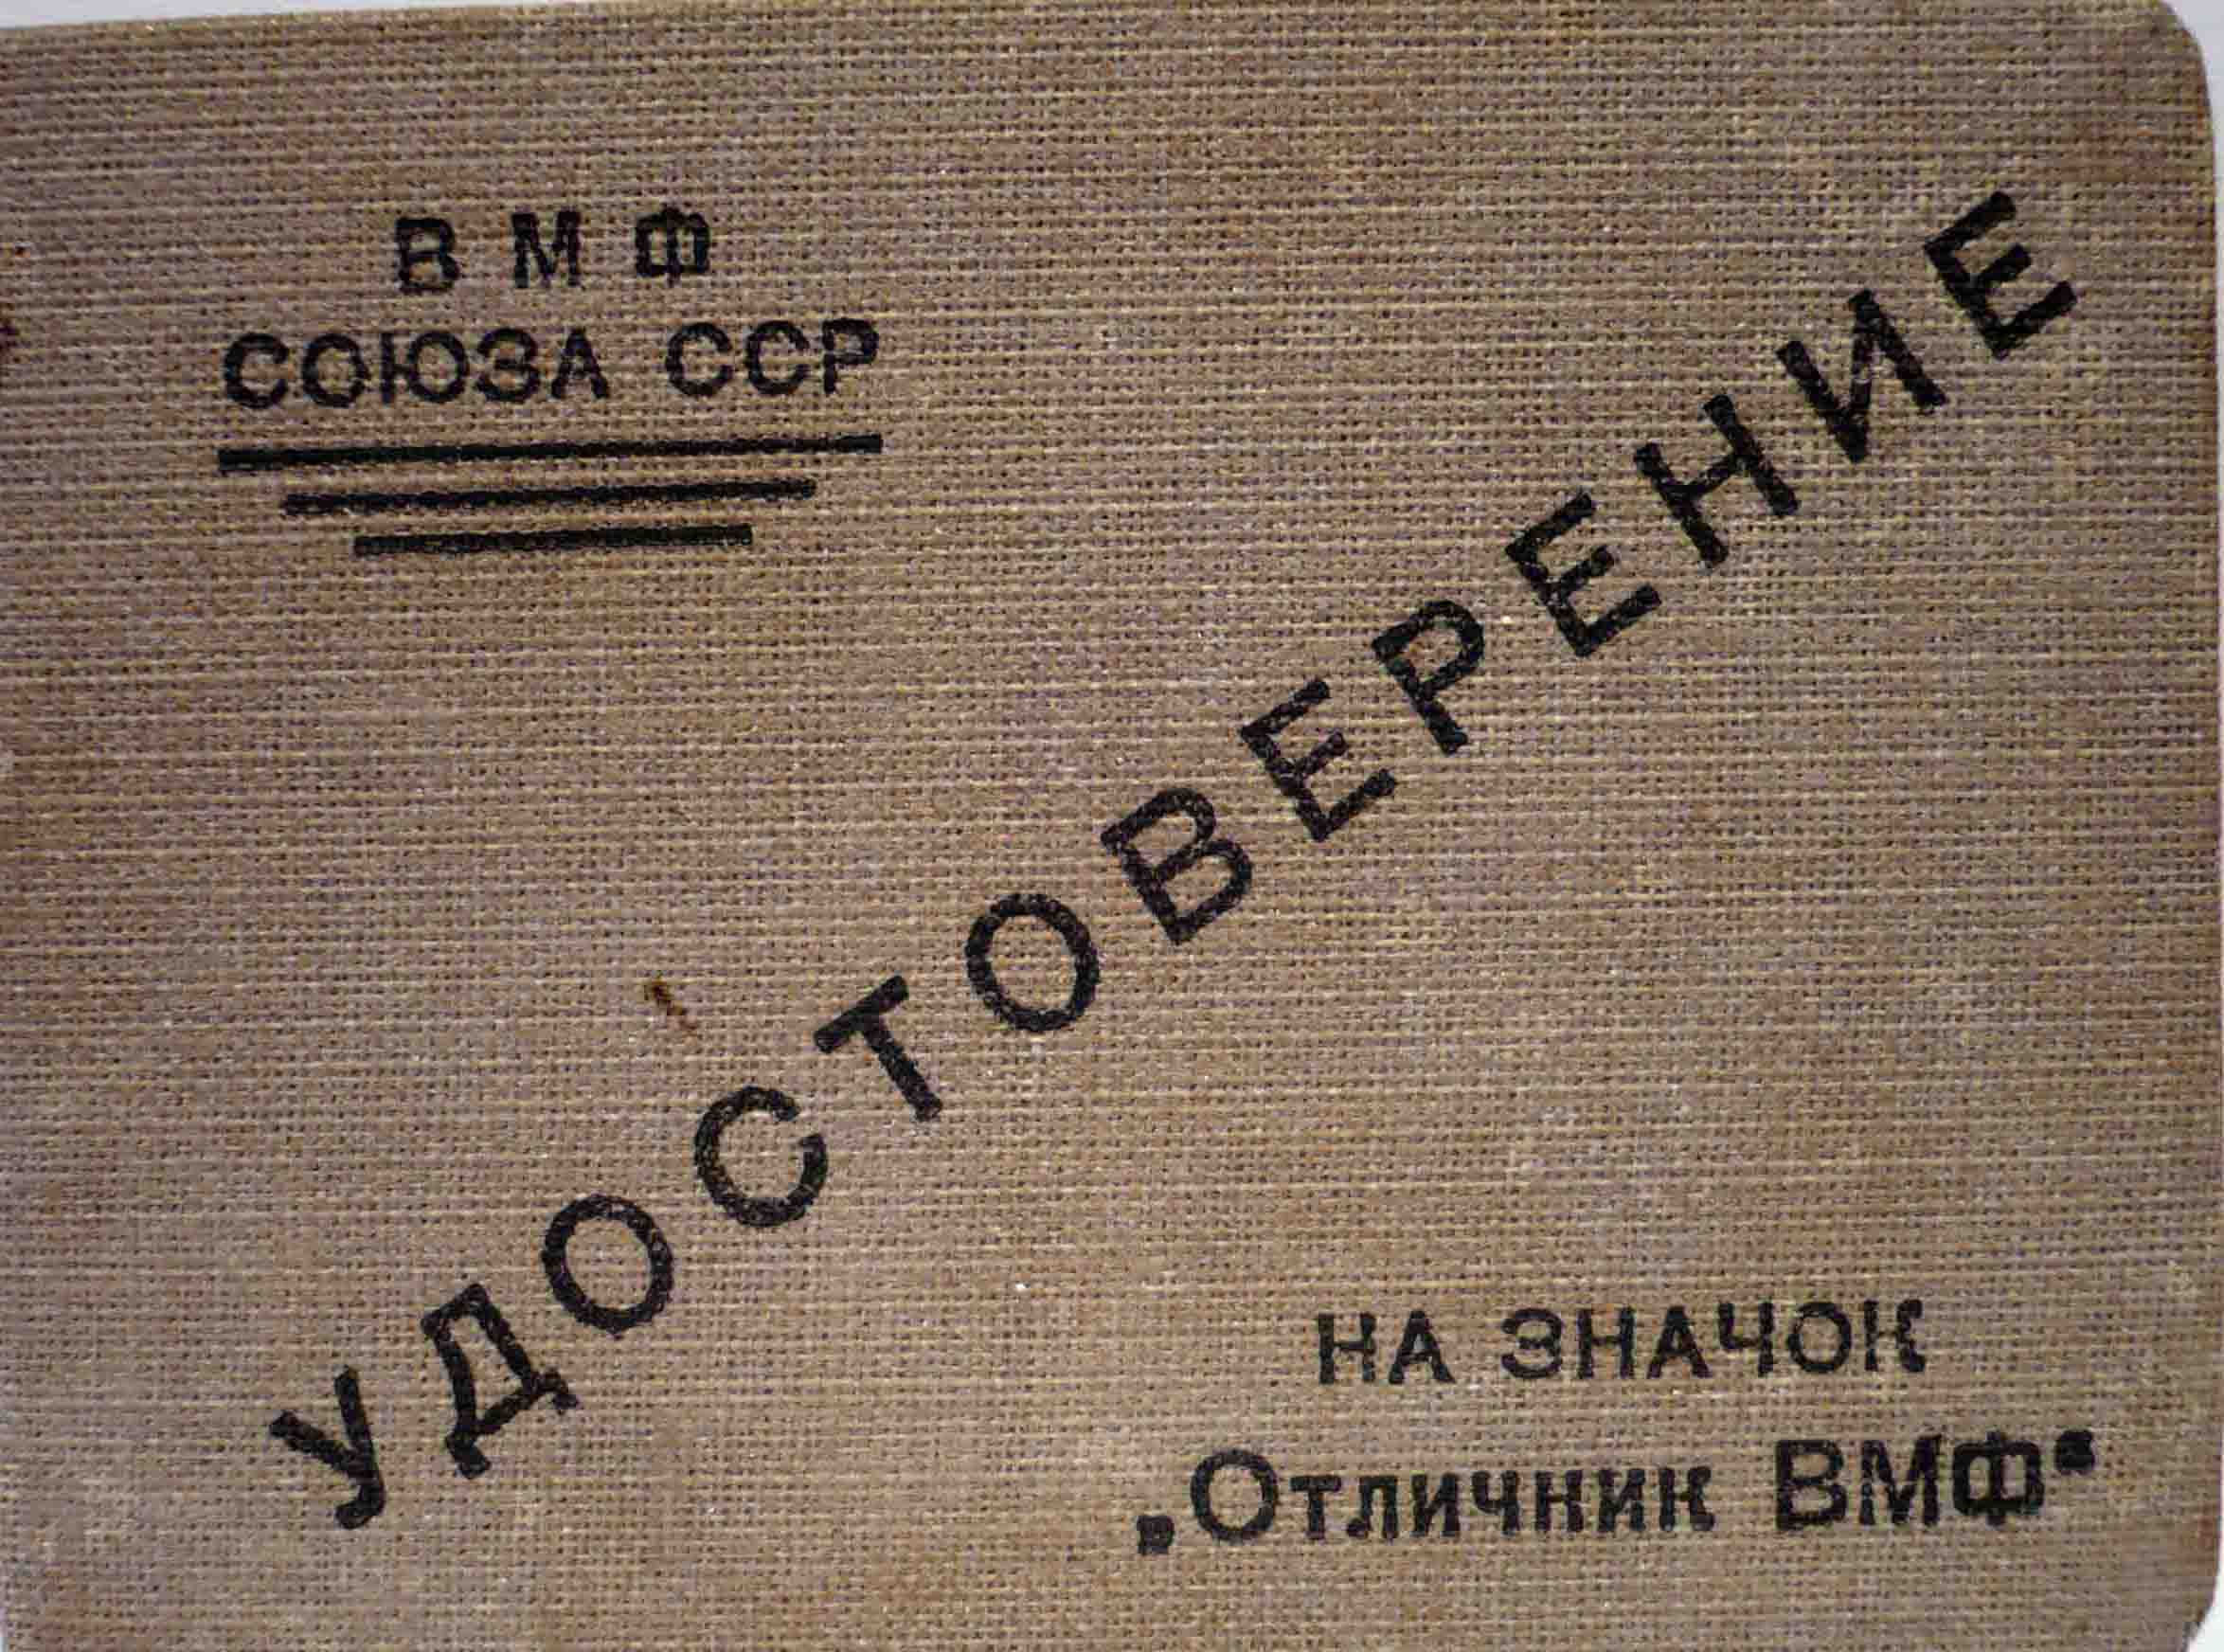 ВМФ
СОЮЗА ССР
УДОСТОВЕРЕНИЕ
НА ЗНАЧОК
„Отличник ВМФ“